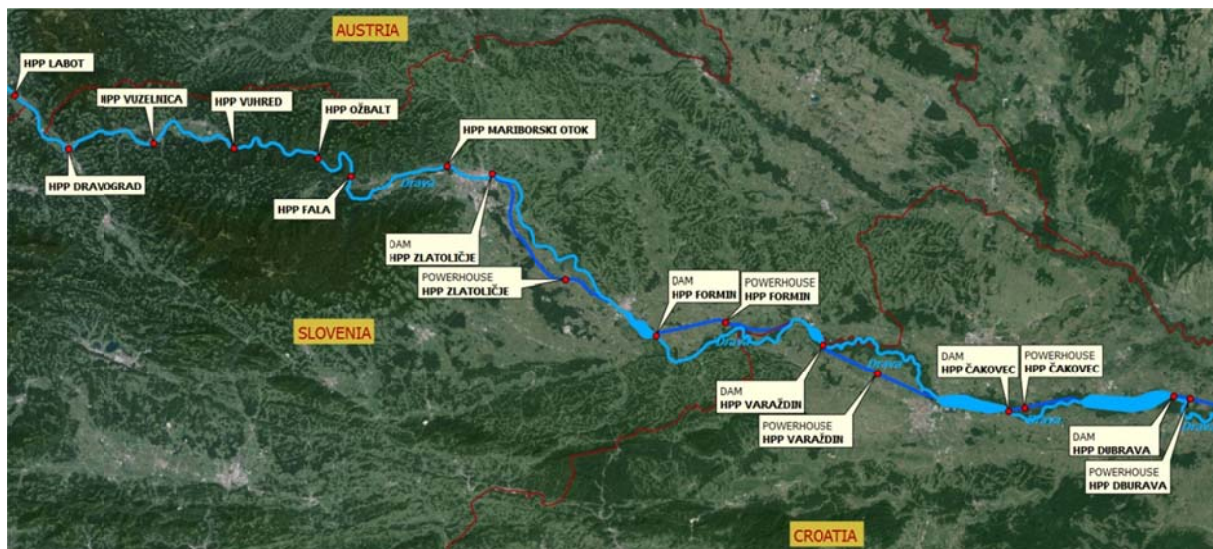 AUSTRIA
HPP LABOT
HPP VUZELNICA
HPP VUHRED
HPP OŽBALT
HPP MARIBORSKI OTOK
HPP DRAVOGRAD
Drava
HPP FALA
DAM
HPP ZLATOLIČJE
POWERHOUSE
HPP ZLATOLIČJE
DAM
HPP FORMIN
POWERHOUSE
HPP FORMIN
SLOVENIA
Drava
Drava
DAM
HPP ČAKOVEC
POWERHOUSE
HPP ČAKOVEC
DAM
HPP VARAŽDIN
POWERHOUSE
HPP VARAŽDIN
Drava
Drava
DAM
HPP DUBRAVA
POWERHOUSE
HPP DBURAVA
CROATIA